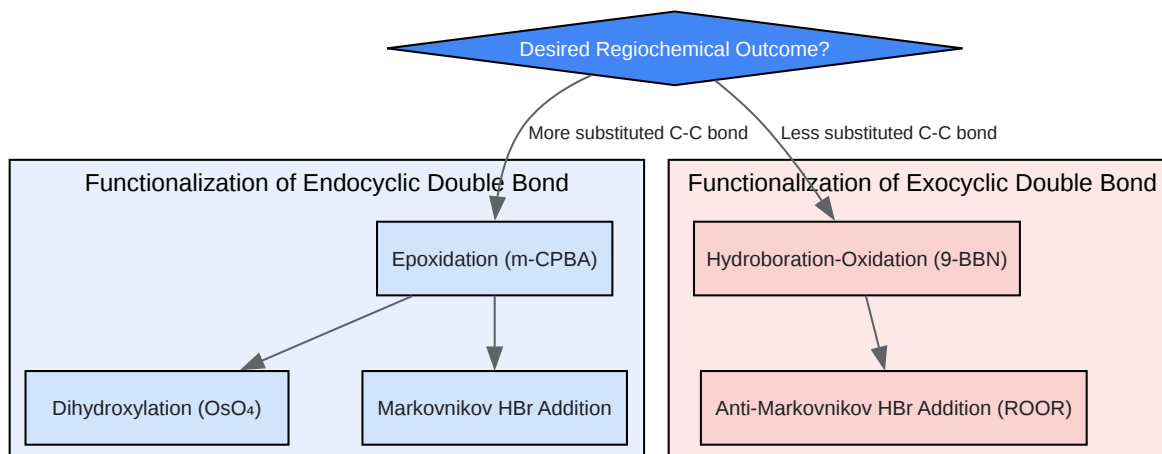 Desired Regiochemical Outcome?
More substituted C-C bond
Less substituted C-C bond
Functionalization of Endocyclic Double Bond
Functionalization of Exocyclic Double Bond
Epoxidation (m-CPBA)
Hydroboration-Oxidation (9-BBN)
Dihydroxylation (OsO₄)
Markovnikov HBr Addition
Anti-Markovnikov HBr Addition (ROOR)